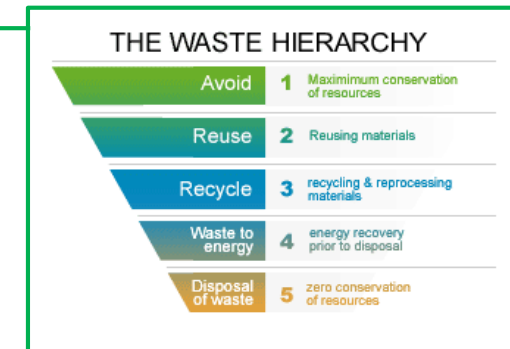 THE WASTE HIERARCHY
Avoid 1 Maximimum conservation
of resources
Reuse 2 Reusing materials
Recycle 3 recycling & reprocessing
materials
Waste to
energy 4 energy recovery
prior to disposal
Disposal
of waste 5 zero conservation
of resources